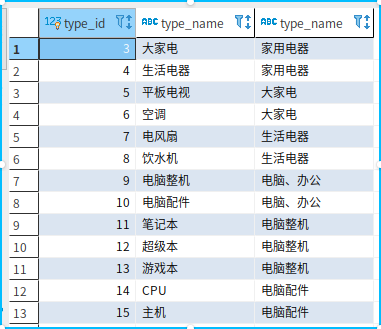 123 type_id ABC type_name ABC type_name
1 3 大家电 家用电器
2 4 生活电器 家用电器
3 5 平板电视 大家电
4 6 空调 大家电
5 7 电风扇 生活电器
6 8 饮水机 生活电器
7 9 电脑整机 电脑、办公
8 10 电脑配件 电脑、办公
9 11 笔记本 电脑整机
10 12 超级本 电脑整机
11 13 游戏本 电脑整机
12 14 CPU 电脑配件
13 15 主机 电脑配件